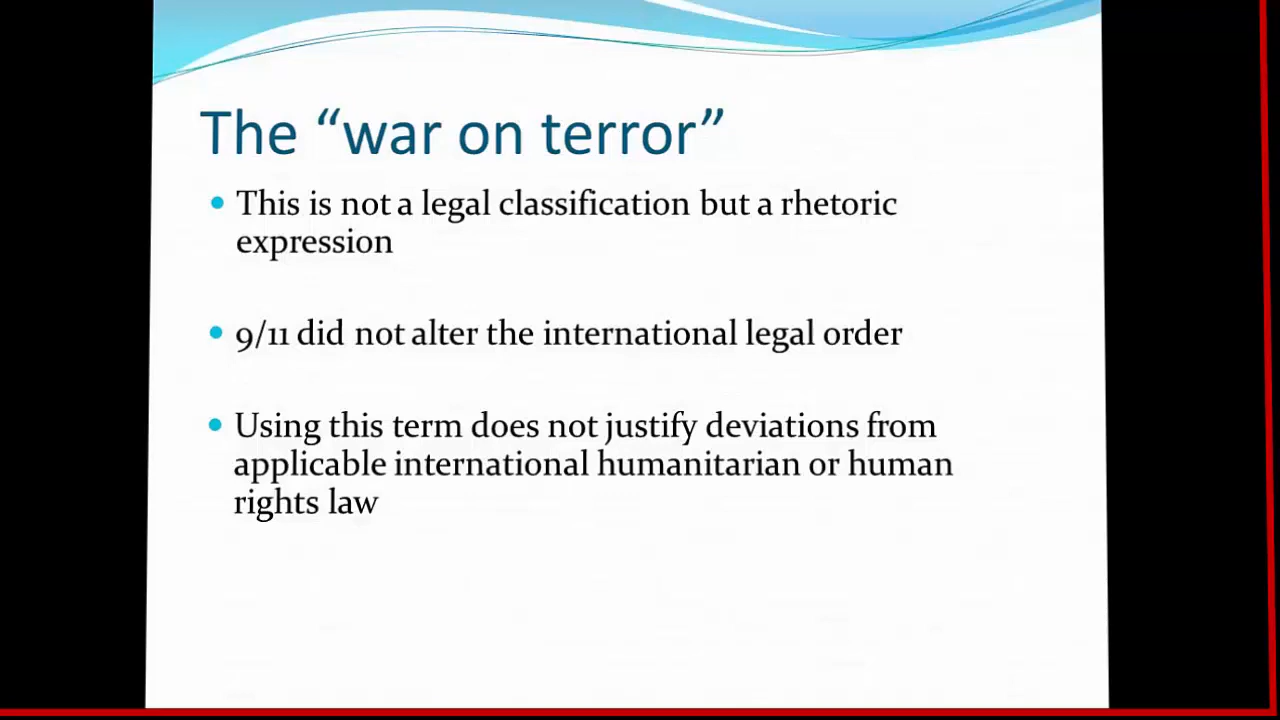 The “war on terror”
This is not a legal classification but a rhetoric
expression
9/11 did not alter the international legal order
Using this term does not justify deviations from
applicable international humanitarian or human
rights law